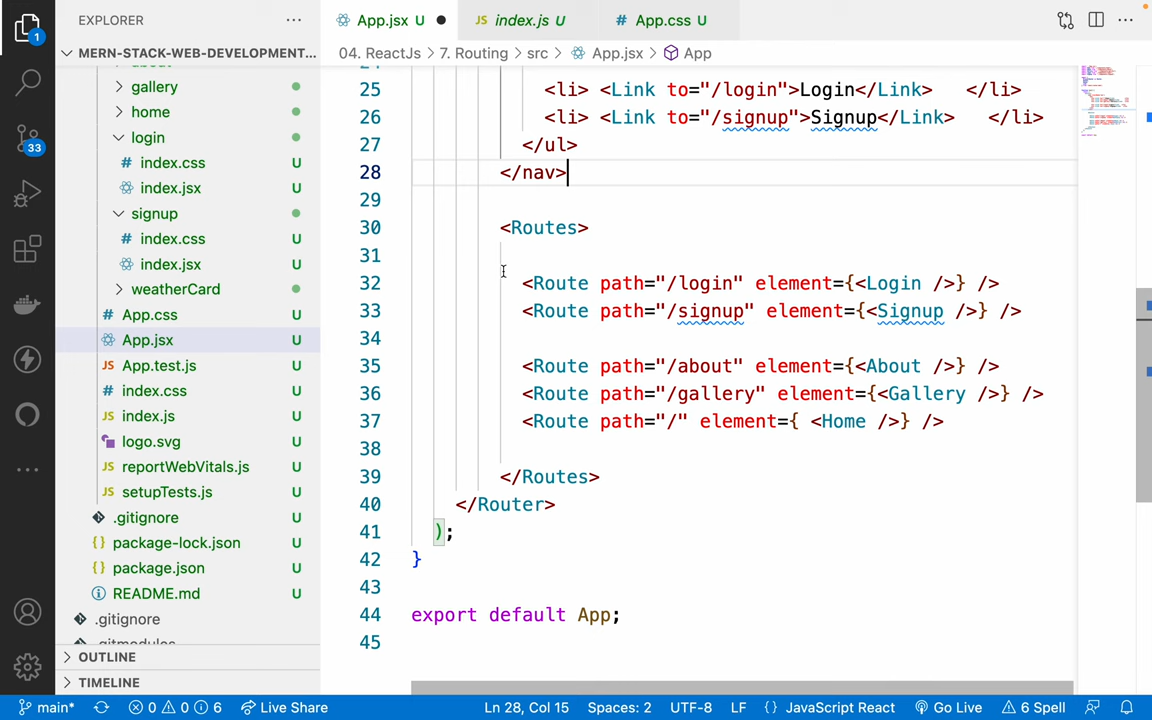 EXPLORER
App.jsx U
index.js U
App.css U
MERN-STACK-WEB-DEVELOPMENT...
04. ReactJs > 7. Routing > src > App.jsx > App
gallery
home
login
index.css U
index.jsx U
signup
index.css U
index.jsx U
weatherCard
App.css U
App.jsx U
App.test.js U
index.css U
index.js U
logo.svg U
reportWebVitals.js U
setupTests.js U
.gitignore U
package-lock.json U
package.json U
README.md U
.gitignore
OUTLINE
TIMELINE
1
33
25 <li> <Link to="/login">Login</Link> </li>
26 <li> <Link to="/signup">Signup</Link> </li>
27 </ul>
28 </nav>
29
30 <Routes>
31
32 <Route path="/login" element={<Login />} />
33 <Route path="/signup" element={<Signup />} />
34
35 <Route path="/about" element={<About />} />
36 <Route path="/gallery" element={<Gallery />} />
37 <Route path="/" element={ <Home />} />
38
39 </Routes>
40 </Router>
41 );
42 }
43
44 export default App;
45
main* 0 0 6 Live Share Ln 28, Col 15 Spaces: 2 UTF-8 LF {} JavaScript React Go Live 6 Spell